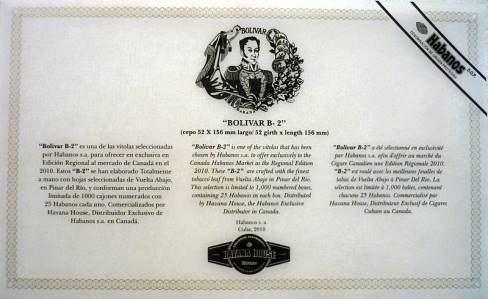 BOLIVAR
HABANA
Habanos
"BOLIVAR B- 2"
(cepo 52 X 156 mm largo/ 52 girth x length 156 mm)
"Bolivar B-2" es una de las vitolas seleccionadas
por Habanos s.a. para ofrecer en exclusiva en
Edición Regional al mercado de Canadá en el
2010. Estos "B-2" se han elaborado Totalmente
a mano con hojas seleccionadas de Vuelta Abajo
en Pinar del Río, y conforman una producción
limitada de 1000 cajones numerados con
25 Habanos cada uno. Comercializados por
Havana House, Distribuidor Exclusivo de
Habanos s.a. en Canadá.
"Bolivar B-2" is one of the vitolas that has been
chosen by Habanos s.a. to offer exclusively to the
Canada Habanos Market as the Regional Edition
2010. These "B-2" are crafted with the finest
tobacco leaf from Vuelta Abajo in Pinar del Río.
This selection is limited to 1,000 numbered boxes,
containing 25 Habanos in each box. Distributed
by Havana House, the Habanos Exclusive
Distributor in Canada.
"Bolivar B-2" a été sélectionné en exclusivité
par Habanos s.a. afin d'offrir au marché du
Cigare Canadien une Edition Régionale 2010.
"B-2" est roulé avec les meilleures feuilles de
tabac de Vuelta Abajo à Pinar Del Rio. La
sélection est limitée à 1,000 boîtes, contenant
chacune 25 Habanos. Commercialisé par
Havana House, Distributeur Exclusif de Cigares
Cubain au Canada.
Habanos s. a.
Cuba, 2010
HAVANA HOUSE